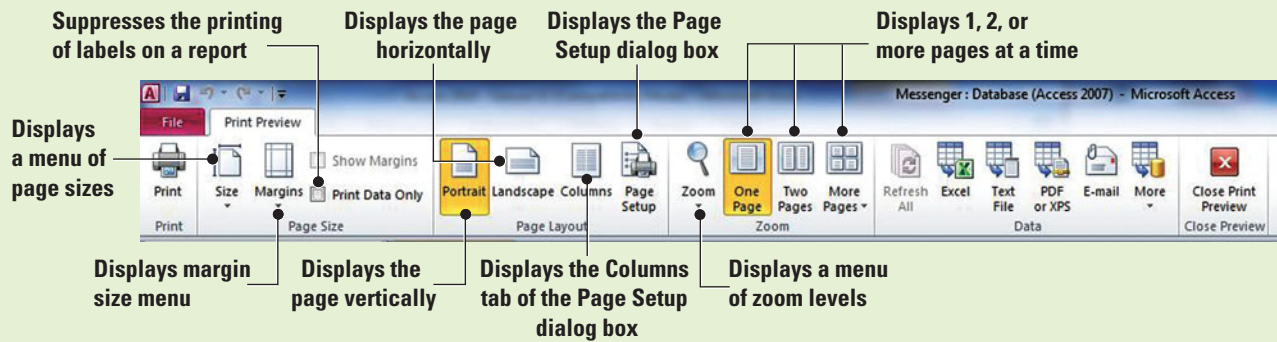 Suppresses the printing
of labels on a report
Displays the page
horizontally
Displays the Page
Setup dialog box
Displays 1, 2, or
more pages at a time
Displays
a menu of
page sizes
Messenger : Database (Access 2007) - Microsoft Access
File
Print Preview
Print
Size
Margins
Show Margins
Print Data Only
Portrait
Landscape
Columns
Page
Setup
Zoom
One
Page
Two
Pages
More
Pages
Refresh
All
Excel
Text
File
PDF
or XPS
E-mail
More
Close Print
Preview
Print
Page Size
Page Layout
Zoom
Data
Close Preview
Displays margin
size menu
Displays the
page vertically
Displays the Columns
tab of the Page Setup
dialog box
Displays a menu
of zoom levels